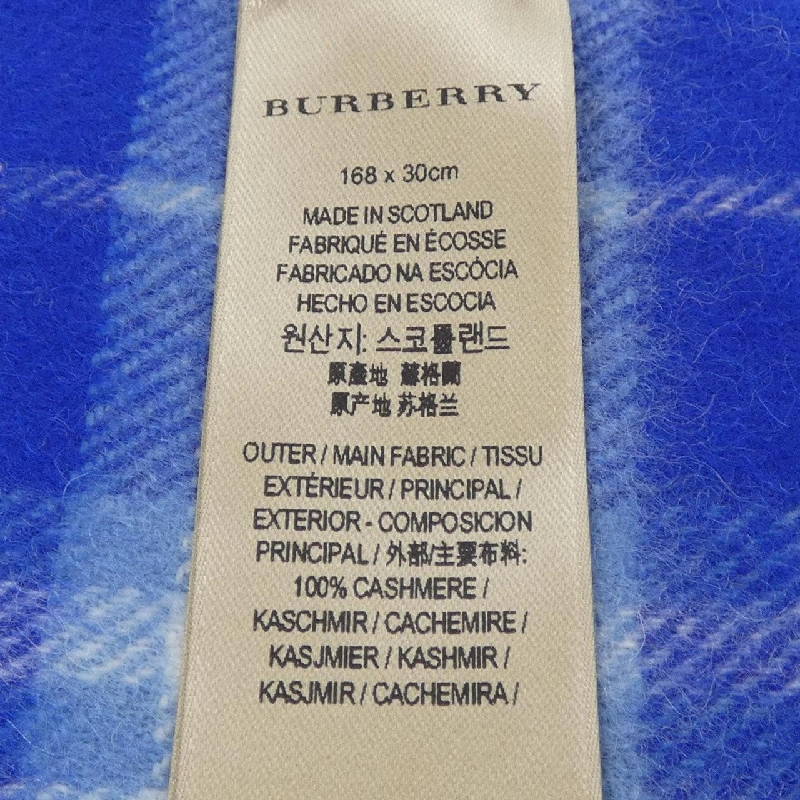 BURBERRY
168 x 30cm
MADE IN SCOTLAND
FABRIQUÉ EN ÉCOSSE
FABRICADO NA ESCÓCIA
HECHO EN ESCOCIA
원산지: 스코틀랜드
原產地 蘇格蘭
原产地 苏格兰
OUTER / MAIN FABRIC / TISSU
EXTÉRIEUR / PRINCIPAL /
EXTERIOR - COMPOSICION
PRINCIPAL / 外部/主要布料:
100% CASHMERE /
KASCHMIR / CACHEMIRE /
KASJMIER / KASHMIR /
KASJMIR / CACHEMIRA /